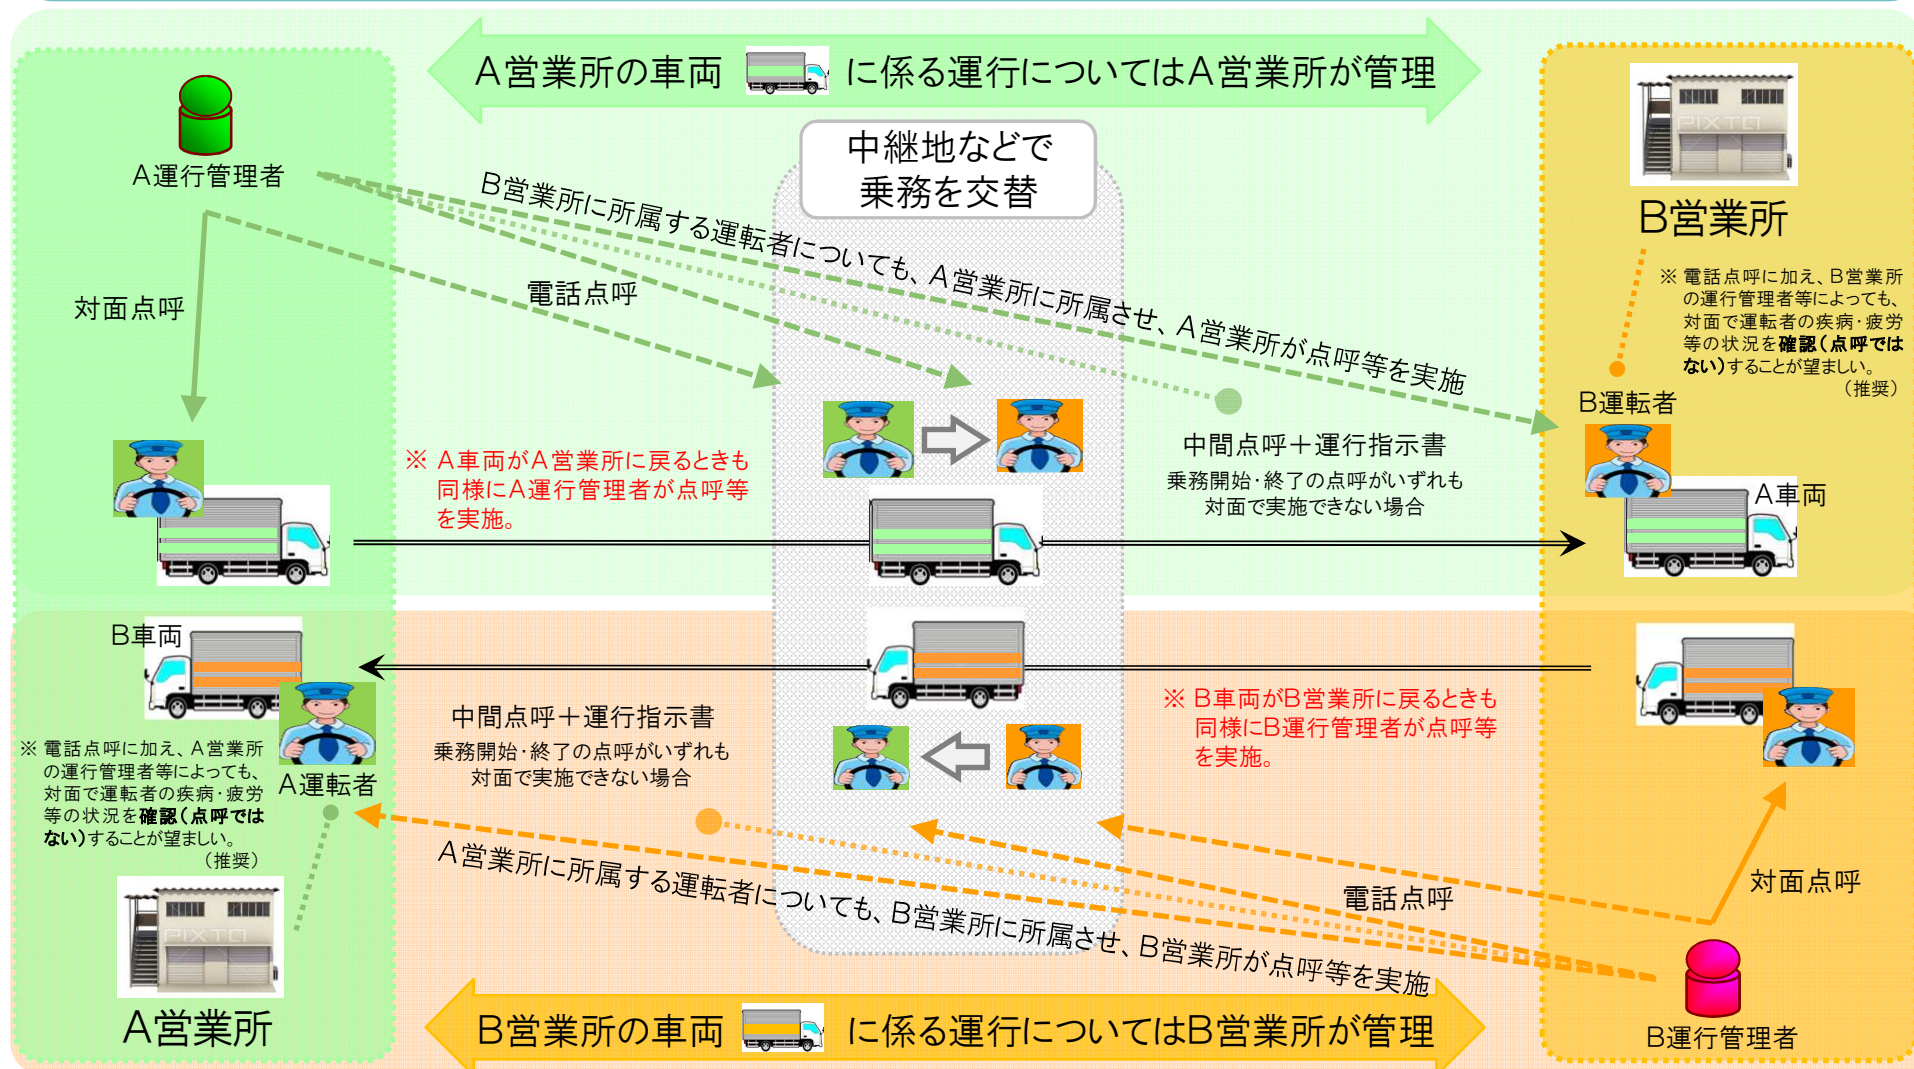 A営業所の車両 に係る運行についてはA営業所が管理
A運行管理者
中継地などで
乗務を交替
PIXTA
B営業所
B営業所に所属する運転者についても、A営業所に所属させ、A営業所が点呼等を実施
対面点呼
電話点呼
※ 電話点呼に加え、B営業所
の運行管理者等によっても、
対面で運転者の疾病・疲労
等の状況を確認(点呼では
ない)することが望ましい。
(推奨)
B運転者
※ A車両がA営業所に戻るときも
同様にA運行管理者が点呼等
を実施。
中間点呼+運行指示書
乗務開始・終了の点呼がいずれも
対面で実施できない場合
A車両
B車両
中間点呼+運行指示書
乗務開始・終了の点呼がいずれも
対面で実施できない場合
※ B車両がB営業所に戻るときも
同様にB運行管理者が点呼等
を実施。
※ 電話点呼に加え、A営業所
の運行管理者等によっても、
対面で運転者の疾病・疲労
等の状況を確認(点呼では
ない)することが望ましい。
(推奨)
A運転者
A営業所に所属する運転者についても、B営業所に所属させ、B営業所が点呼等を実施
電話点呼
対面点呼
PIXTA
A営業所
B営業所の車両 に係る運行についてはB営業所が管理
B運行管理者